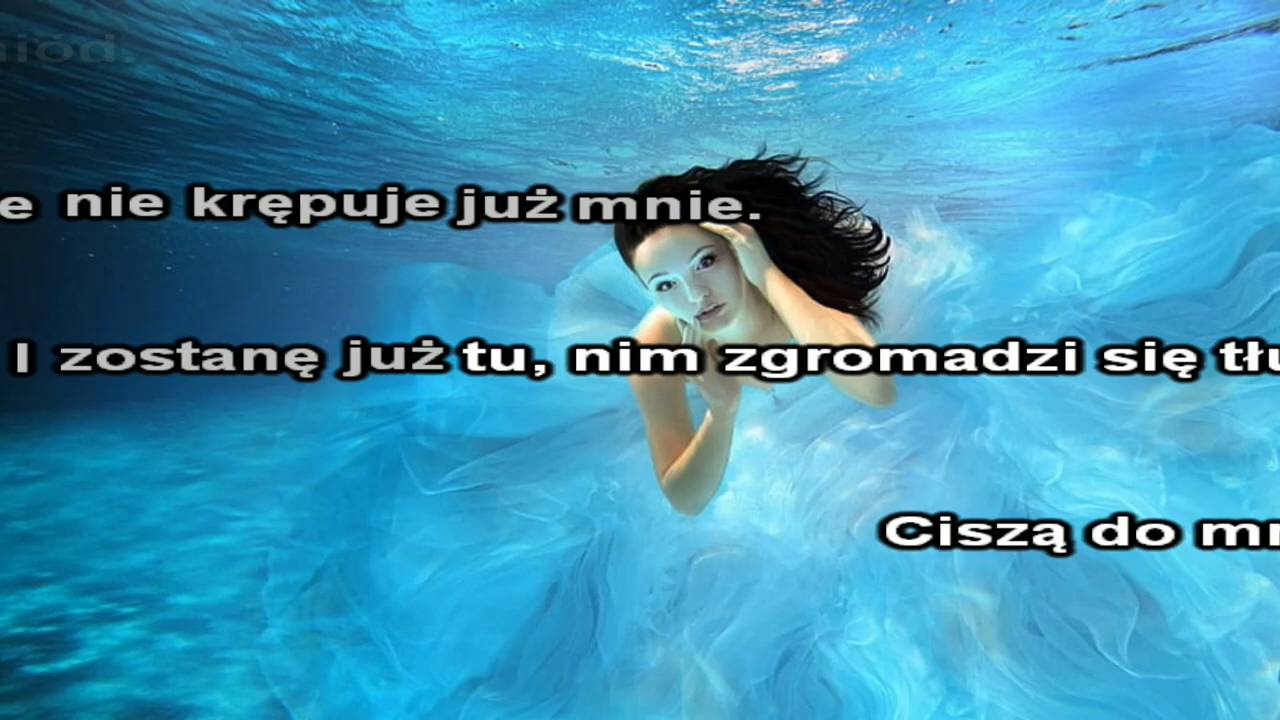 nie krępuje już mnie.
I zostanę już tu, nim zgromadzi się
Ciszą do